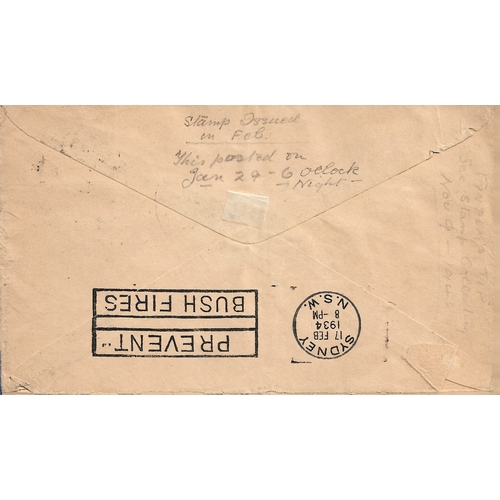 Stamp Issued
in Feb.
This posted on
Jan 29 - 6 Oclock
Night
PREVENT
BUSH FIRES
SYDNEY
17 FEB
1934
8 -PM
N.S.W.